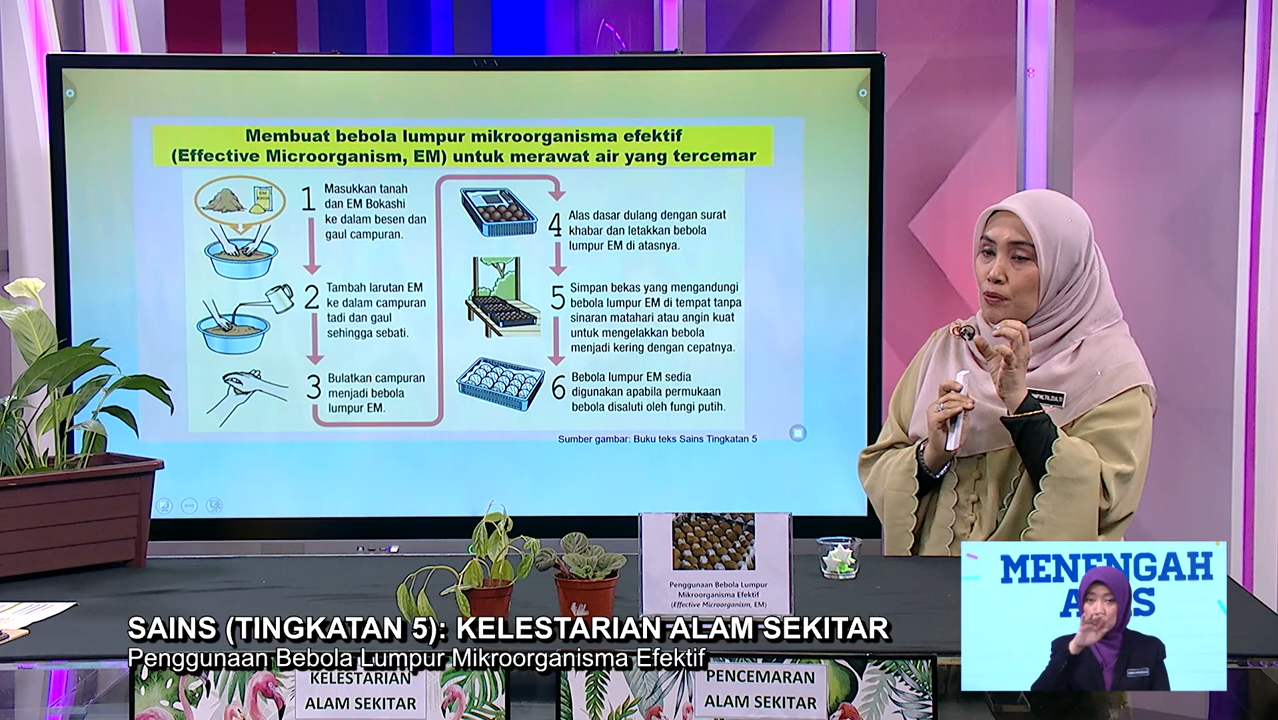 Membuat bebola lumpur mikroorganisma efektif
(Effective Microorganism, EM) untuk merawat air yang tercemar
1
Masukkan tanah
dan EM Bokashi
ke dalam besen dan
gaul campuran.
2
Tambah larutan EM
ke dalam campuran
tadi dan gaul
sehingga sebati.
3
Bulatkan campuran
menjadi bebola
lumpur EM.
4
Alas dasar dulang dengan surat
khabar dan letakkan bebola
lumpur EM di atasnya.
5
Simpan bekas yang mengandungi
bebola lumpur EM di tempat tanpa
sinaran matahari atau angin kuat
untuk mengelakkan bebola
menjadi kering dengan cepatnya.
6
Bebola lumpur EM sedia
digunakan apabila permukaan
bebola disaluti oleh fungi putih.
Sumber gambar: Buku teks Sains Tingkatan 5
Penggunaan Bebola Lumpur
Mikroorganisma Efektif
(Effective Microorganism, EM)
MENENGAH
SAINS (TINGKATAN 5): KELESTARIAN ALAM SEKITAR
Penggunaan Bebola Lumpur Mikroorganisma Efektif
KELESTARIAN
ALAM SEKITAR
PENCEMARAN
ALAM SEKITAR